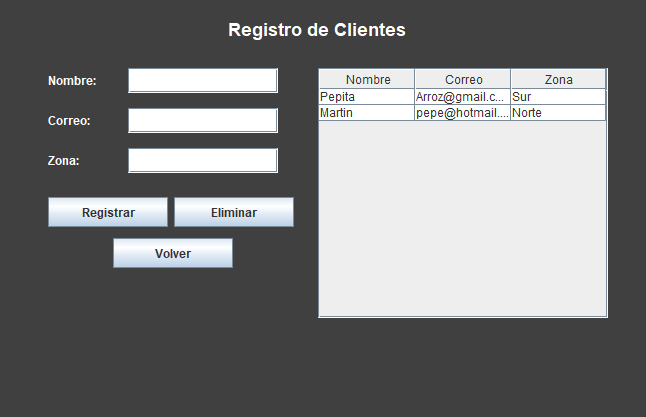 Registro de Clientes
Nombre:
Correo:
Zona:
Registrar Eliminar
Volver
Nombre Correo Zona
Pepita Arroz@gmail.c... Sur
Martin pepe@hotmail.... Norte